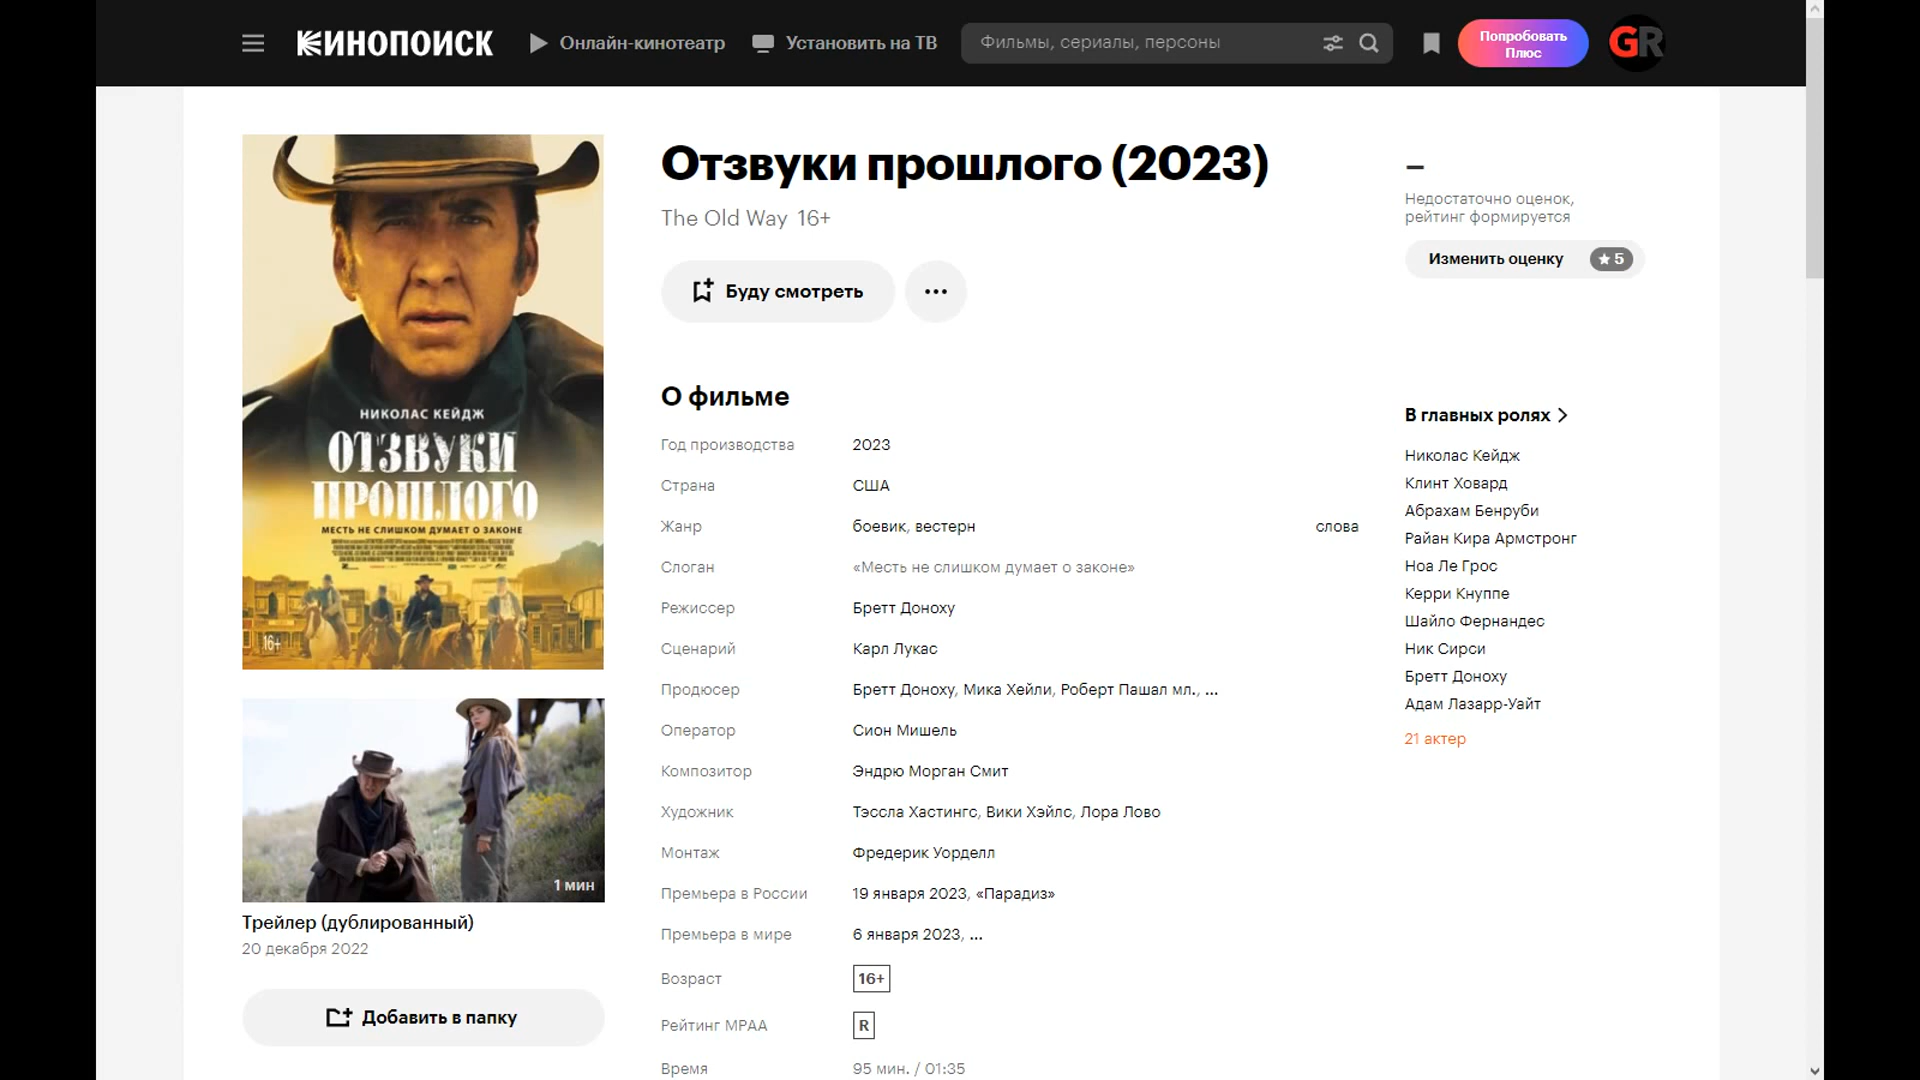 КИНОПОИСК
Онлайн-кинотеатр
Установить на ТВ
Фильмы, сериалы, персоны
Попробовать
Плюс
GR
НИКОЛАС КЕЙДЖ
ОТЗВУКИ
ПРОШЛОГО
МЕСТЬ НЕ СЛИШКОМ ДУМАЕТ О ЗАКОНЕ
16+
1 мин
Трейлер (дублированный)
20 декабря 2022
Добавить в папку
Отзвуки прошлого (2023)
The Old Way 16+
Буду смотреть
...
О фильме
Год производства 2023
Страна США
Жанр боевик, вестерн слова
Слоган «Месть не слишком думает о законе»
Режиссер Бретт Доноху
Сценарий Карл Лукас
Продюсер Бретт Доноху, Мика Хейли, Роберт Пашал мл., ...
Оператор Сион Мишель
Композитор Эндрю Морган Смит
Художник Тэссла Хастингс, Вики Хэйлс, Лора Лово
Монтаж Фредерик Уорделл
Премьера в России 19 января 2023, «Парадиз»
Премьера в мире 6 января 2023, ...
Возраст 16+
Рейтинг MPAA R
Время 95 мин. / 01:35
–
Недостаточно оценок,
рейтинг формируется
Изменить оценку ★ 5
В главных ролях
Николас Кейдж
Клинт Ховард
Абрахам Бенруби
Райан Кира Армстронг
Ноа Ле Грос
Керри Кнуппе
Шайло Фернандес
Ник Сирси
Бретт Доноху
Адам Лазарр-Уайт
21 актер